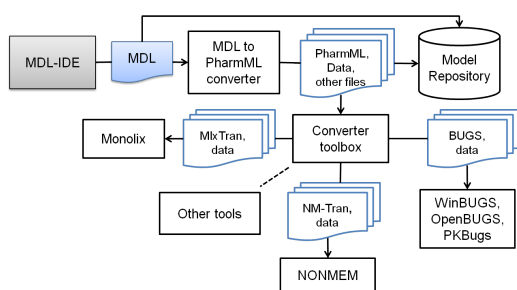 MDL-IDE
MDL
MDL to
PharmML
converter
PharmML,
Data,
other files
Model
Repository
Monolix
MlxTran,
data
Converter
toolbox
BUGS,
data
Other tools
NM-Tran,
data
WinBUGS,
OpenBUGS,
PKBugs
NONMEM